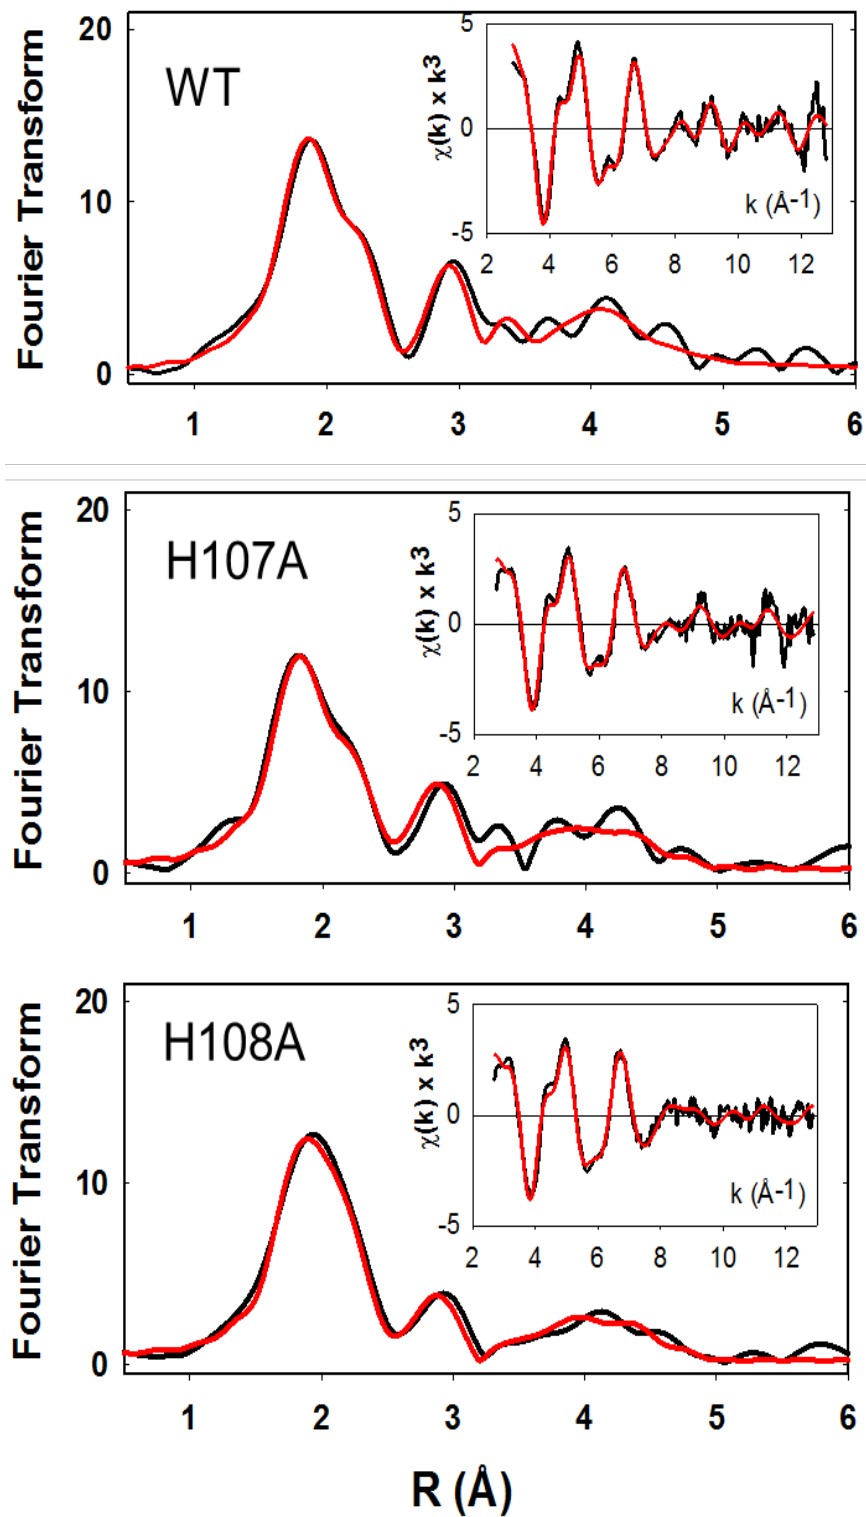 Fourier Transform
20
10
0
WT
χ(k) x k3
5
0
-5
k (Å-1)
2 4 6 8 10 12
1 2 3 4 5 6
Fourier Transform
20
10
0
H107A
χ(k) x k3
5
0
-5
k (Å-1)
2 4 6 8 10 12
1 2 3 4 5 6
Fourier Transform
20
10
0
H108A
χ(k) x k3
5
0
-5
k (Å-1)
2 4 6 8 10 12
1 2 3 4 5 6
R (Å)